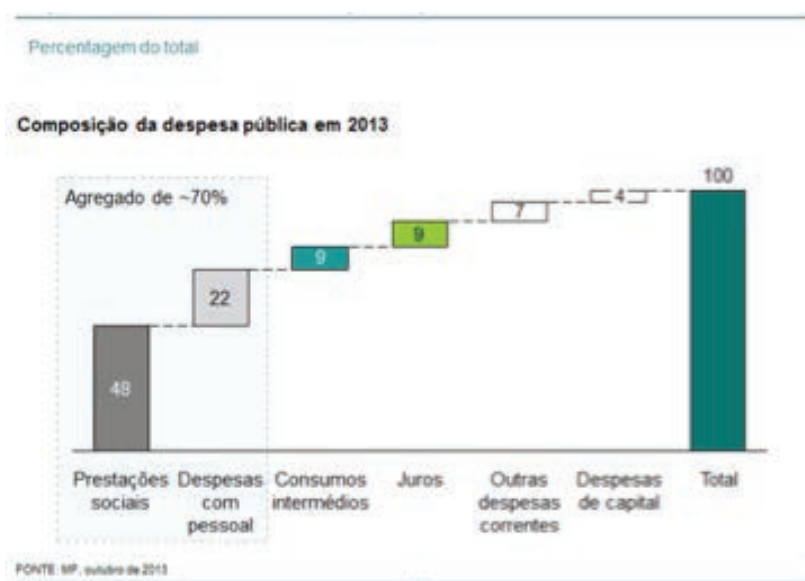 Percentagem do total
Composição da despesa pública em 2013
Agregado de ~70%
48
22
9
9
7
4
100
Prestações sociais
Despesas com pessoal
Consumos intermédios
Juros
Outras despesas correntes
Despesas de capital
Total
FONTE: MF, outubro de 2013